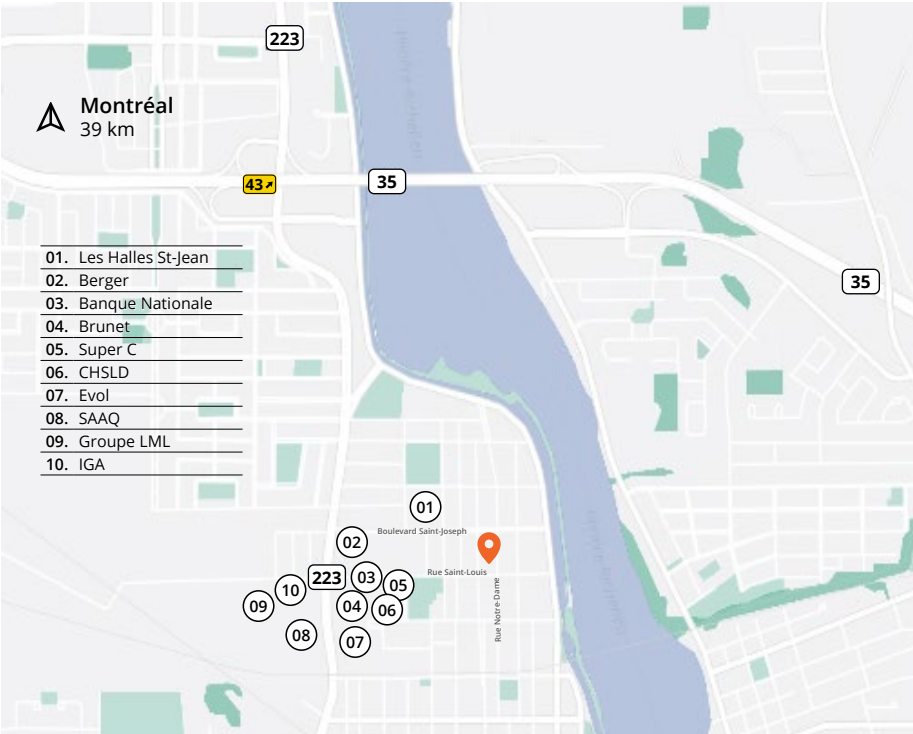 223
Montréal
39 km
43
35
01. Les Halles St-Jean
02. Berger
03. Banque Nationale
04. Brunet
05. Super C
06. CHSLD
07. Evol
08. SAAQ
09. Groupe LML
10. IGA
35
01
Boulevard Saint-Joseph
02
Rue Saint-Louis
223
03
05
10
09
04
06
Rue Notre-Dame
08
07